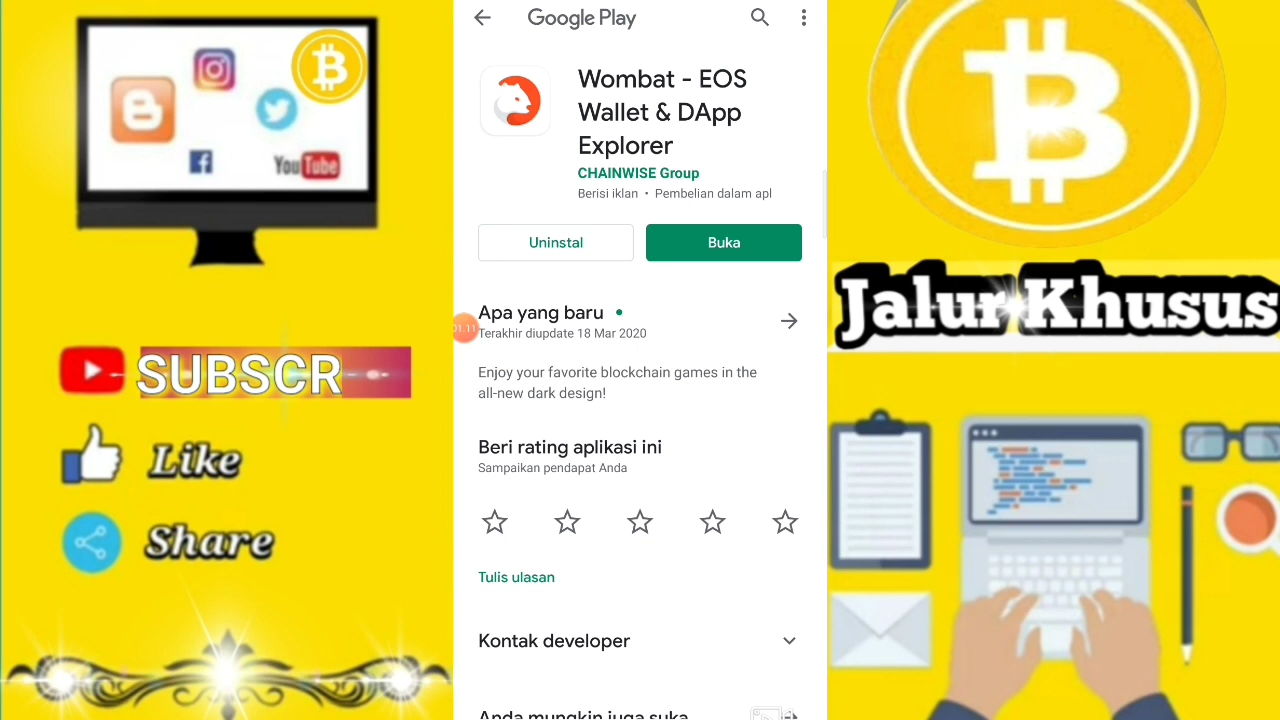 YouTube
SUBSCR
Like
Share
Google Play
Wombat - EOS
Wallet & DApp
Explorer
CHAINWISE Group
Berisi iklan • Pembelian dalam apl
Uninstal
Buka
Apa yang baru
Terakhir diupdate 18 Mar 2020
01.11
Enjoy your favorite blockchain games in the
all-new dark design!
Beri rating aplikasi ini
Sampaikan pendapat Anda
Tulis ulasan
Kontak developer
Anda mungkin juga suka
Jalur Khusus